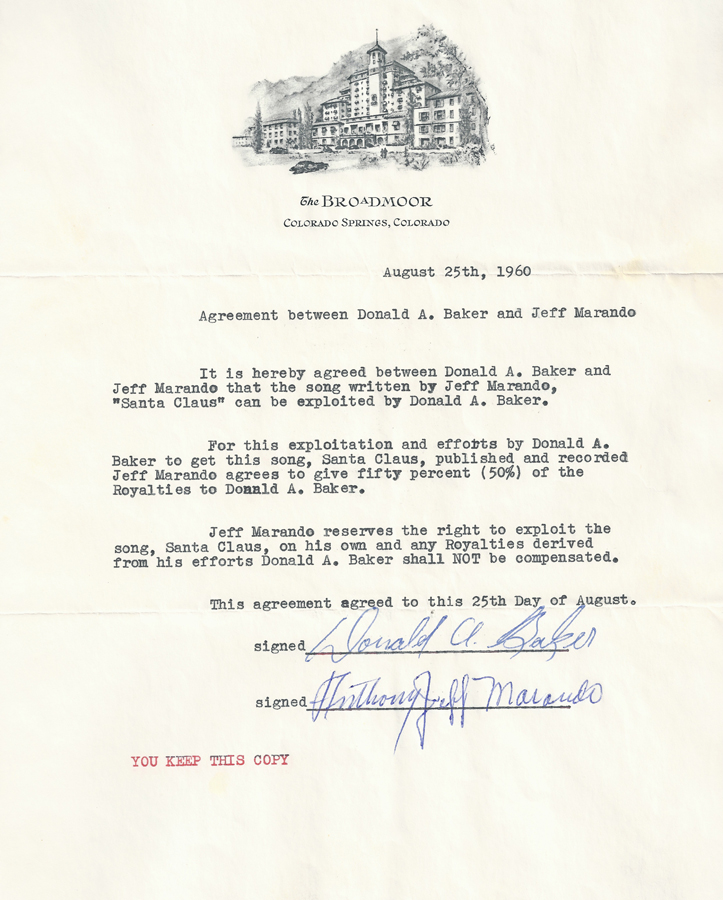 The BROADMOOR
COLORADO SPRINGS, COLORADO
August 25th, 1960
Agreement between Donald A. Baker and Jeff Marando
It is hereby agreed between Donald A. Baker and
Jeff Marando that the song written by Jeff Marando,
"Santa Claus" can be exploited by Donald A. Baker.
For this exploitation and efforts by Donald A.
Baker to get this song, Santa Claus, published and recorded
Jeff Marando agrees to give fifty percent (50%) of the
Royalties to Donald A. Baker.
Jeff Marando reserves the right to exploit the
song, Santa Claus, on his own and any Royalties derived
from his efforts Donald A. Baker shall NOT be compensated.
This agreement agreed to this 25th Day of August.
signed Donald A. Baker
signed Anthony Jeff Marando
YOU KEEP THIS COPY